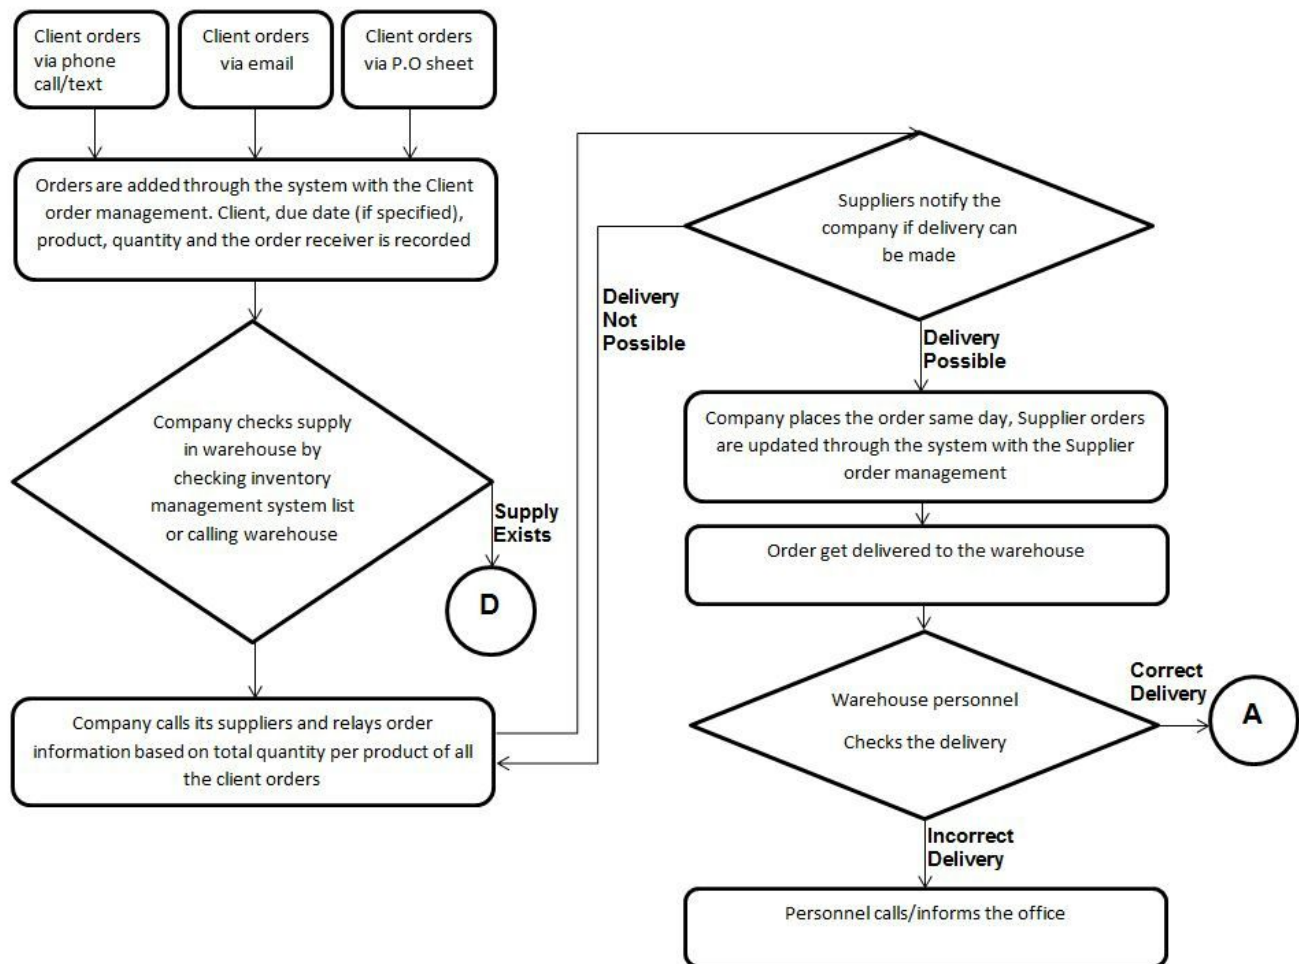 Client orders
via phone
call/text
Client orders
via email
Client orders
via P.O sheet
Orders are added through the system with the Client
order management. Client, due date (if specified),
product, quantity and the order receiver is recorded
Company checks supply
in warehouse by
checking inventory
management system list
or calling warehouse
Supply
Exists
D
Company calls its suppliers and relays order
information based on total quantity per product of all
the client orders
Suppliers notify the
company if delivery can
be made
Delivery
Not
Possible
Delivery
Possible
Company places the order same day, Supplier orders
are updated through the system with the Supplier
order management
Order get delivered to the warehouse
Warehouse personnel
Checks the delivery
Correct
Delivery
A
Incorrect
Delivery
Personnel calls/informs the office